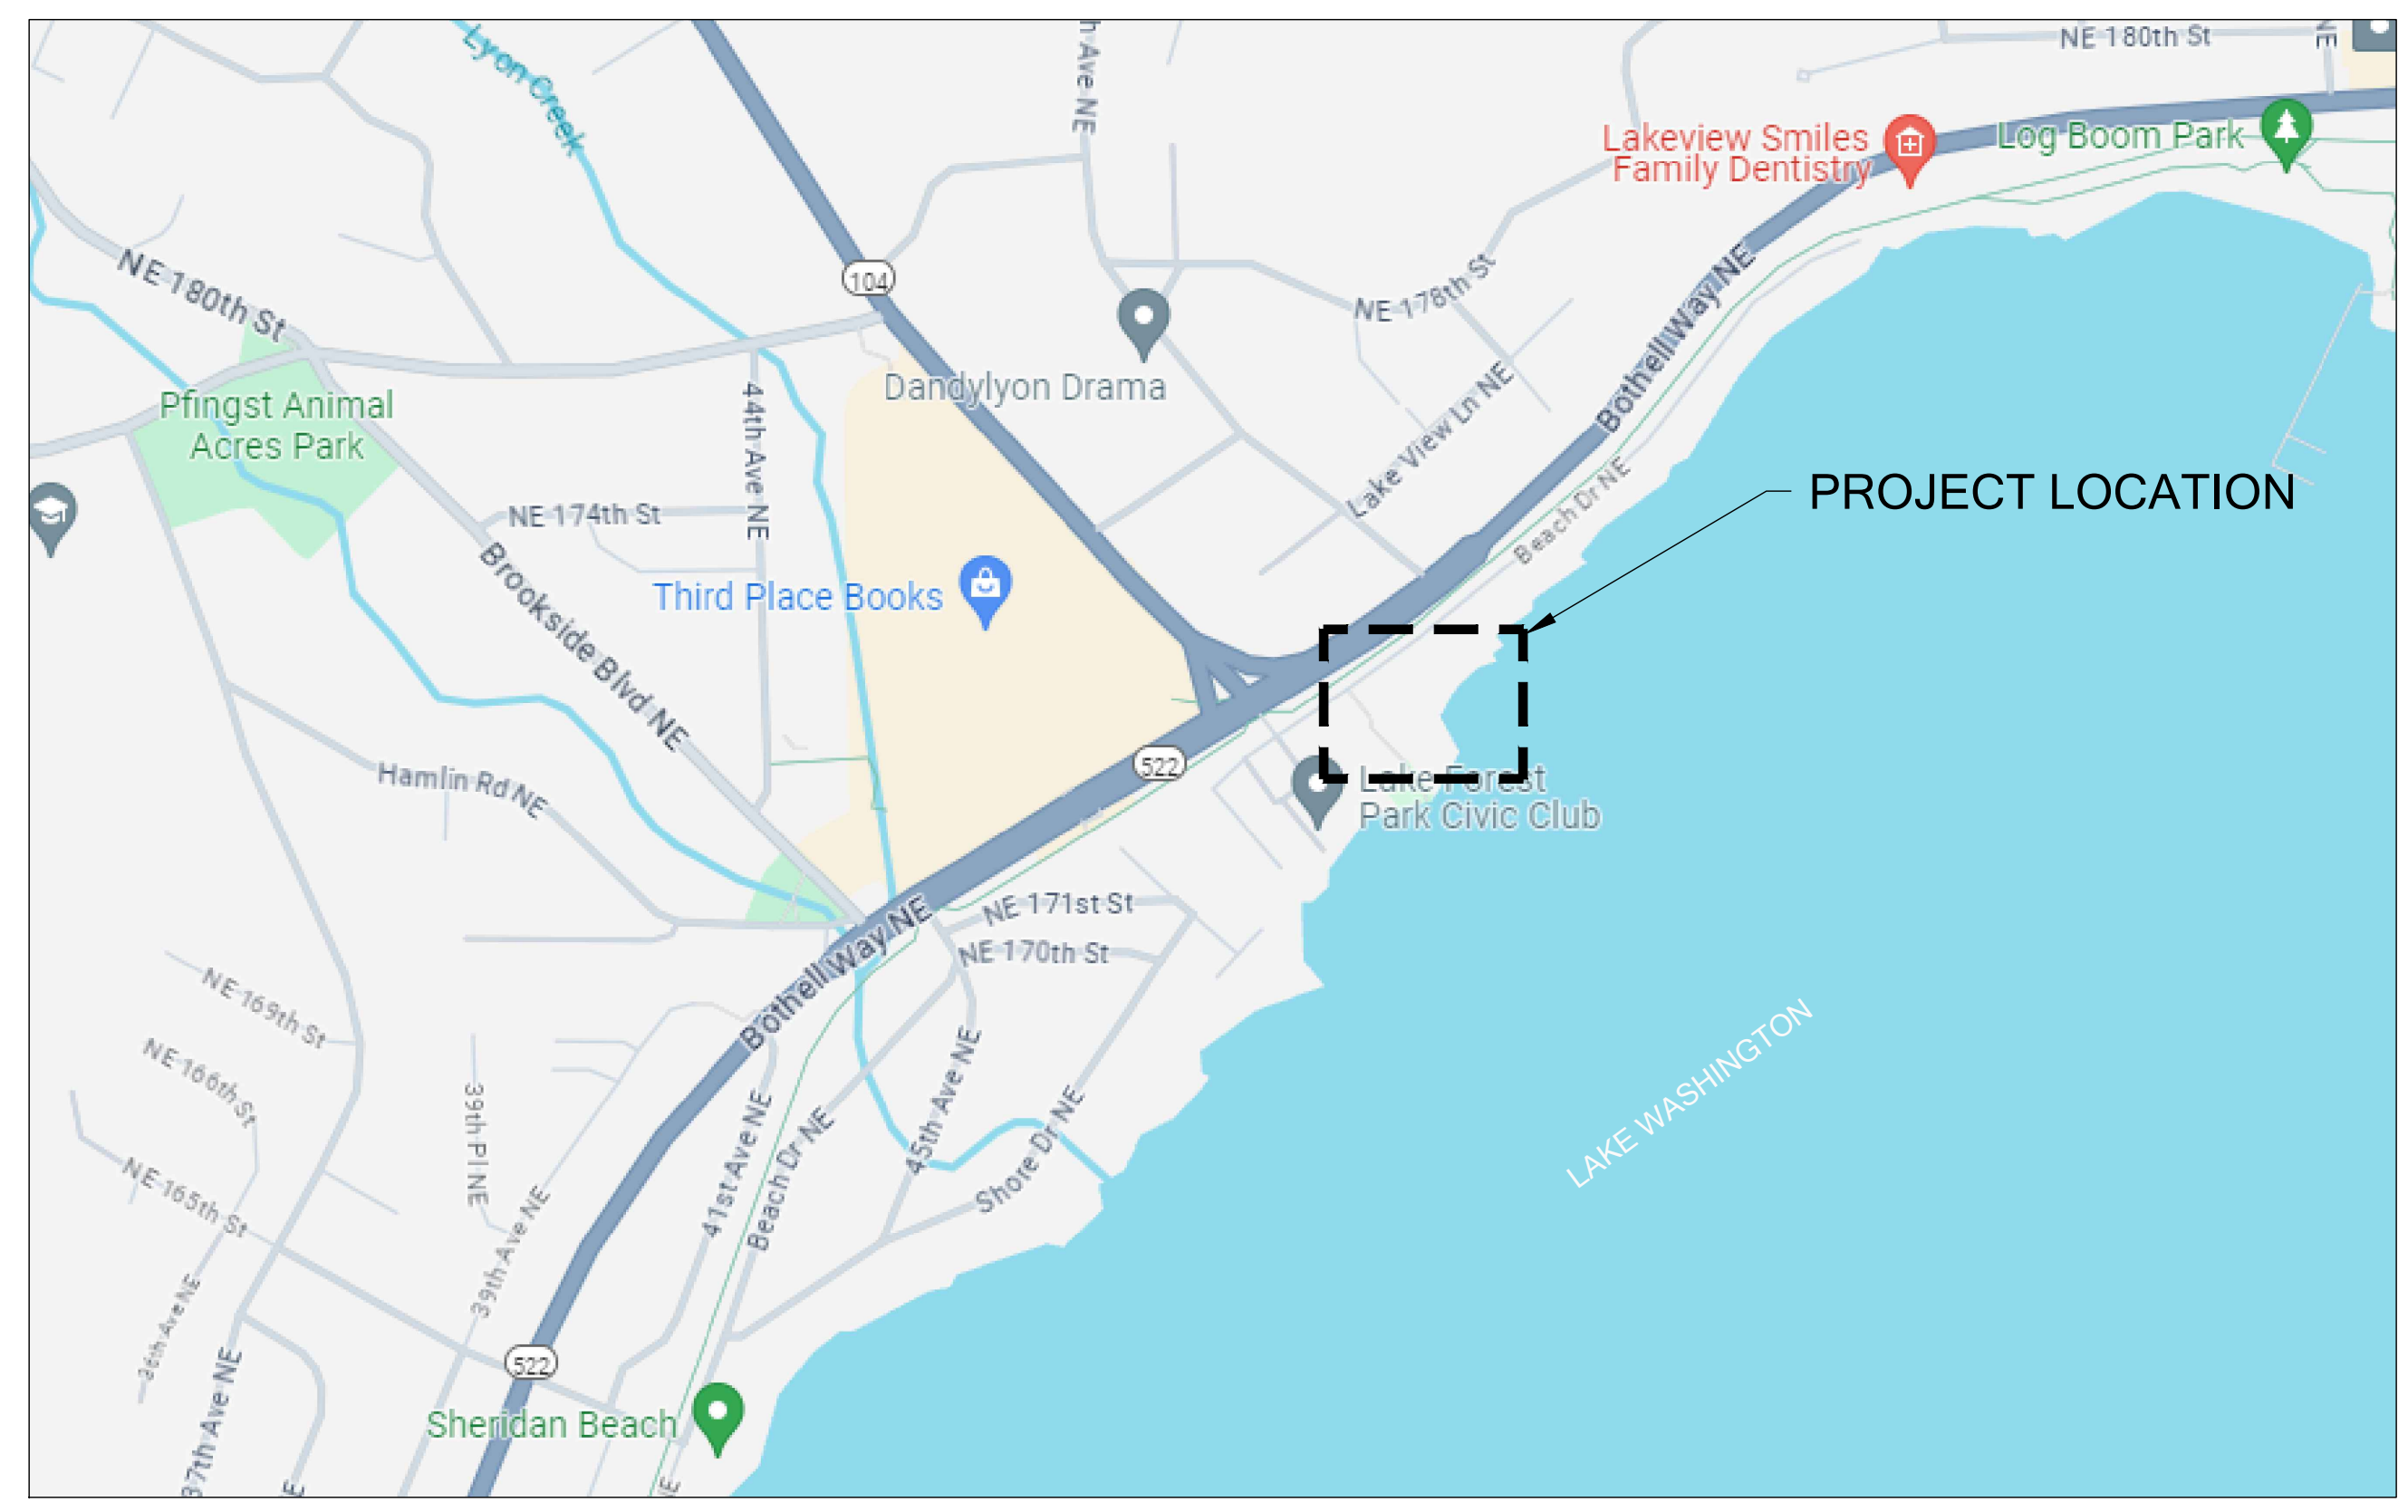 Lyon Creek
h Ave NE
NE 180th St
NE
Lakeview Smiles
Family Dentistry
Log Boom Park
104
NE 180th St
NE 178th St
Bothell Way NE
Dandylyon Drama
Pfingst Animal
Acres Park
44th Ave NE
Lake View Ln NE
Beach Dr NE
PROJECT LOCATION
NE 174th St
Brookside Blvd NE
Third Place Books
522
Hamlin Rd NE
Lake Forest
Park Civic Club
NE 171st St
NE 170th St
Bothell Way NE
NE 169th St
NE 166th St
NE 165th St
39th Pl NE
39th Ave NE
41st Ave NE
Beach Dr NE
45th Ave NE
Shore Dr NE
LAKE WASHINGTON
36th Ave NE
37th Ave NE
522
Sheridan Beach
E
NE